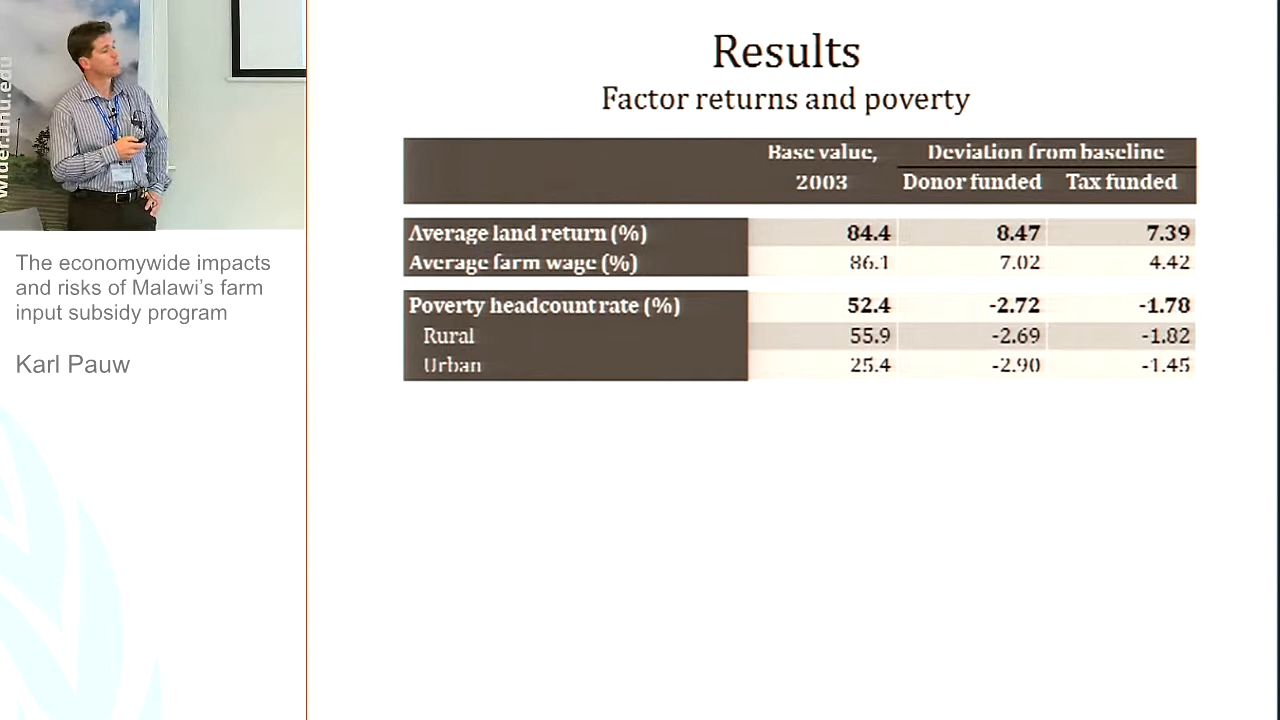 wider.unu.edu
The economywide impacts
and risks of Malawi's farm
input subsidy program
Karl Pauw
Results
Factor returns and poverty
Base value, 2003 Deviation from baseline
Donor funded Tax funded
Average land return (%) 84.4 8.47 7.39
Average farm wage (%) 86.1 7.02 4.42
Poverty headcount rate (%) 52.4 -2.72 -1.78
Rural 55.9 -2.69 -1.82
Urban 25.4 -2.90 -1.45